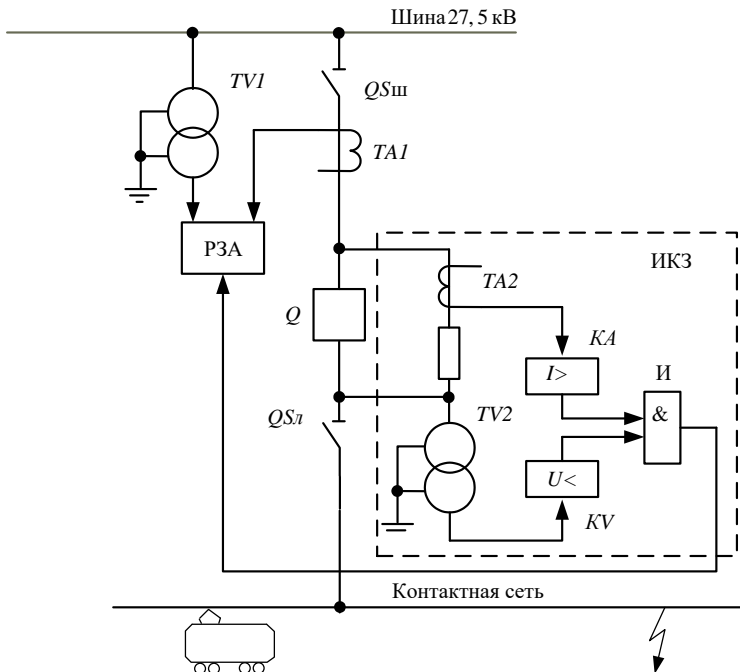 Шина 27, 5 кВ
TV1
QSш
TA1
РЗА
ИКЗ
TA2
Q
KA
I>
И
&
QSл
TV2
U<
KV
Контактная сеть